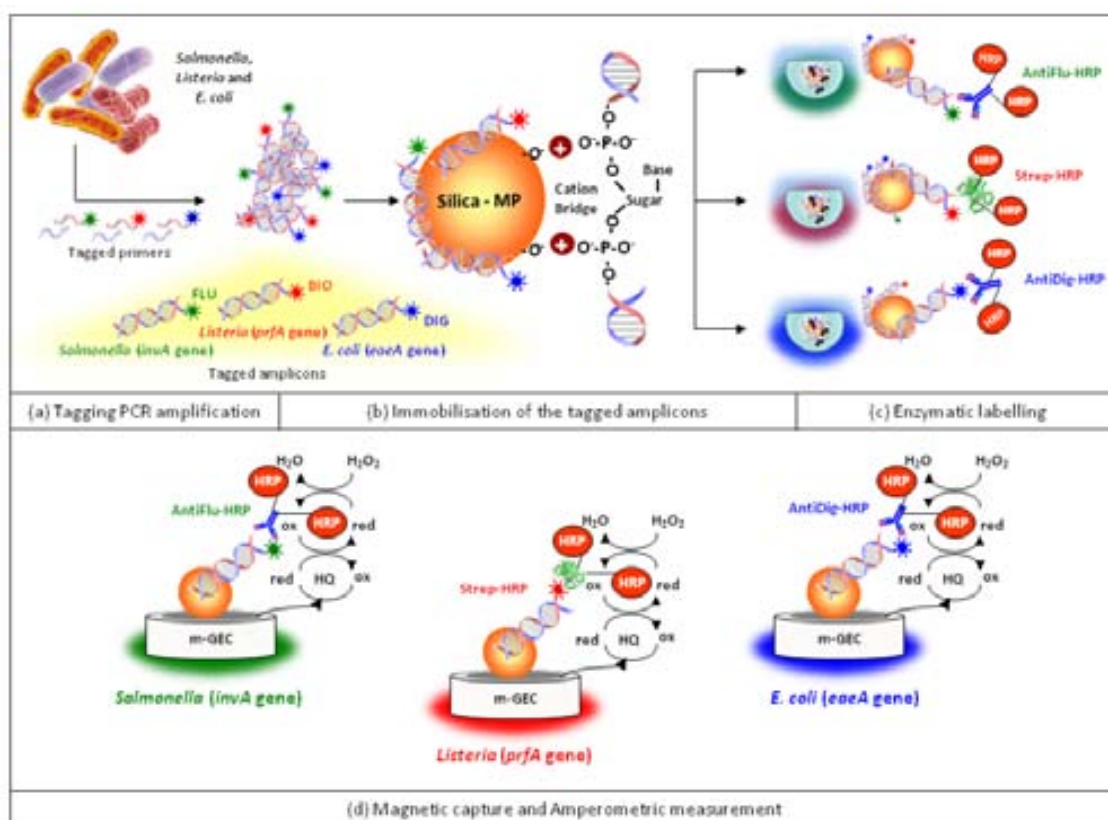 Salmonella,
Listeria and
E. coli
Tagged primers
FLU
BIO
DIG
Salmonella (invA gene)
Listeria (prfA gene)
E. coli (eaeA gene)
Tagged amplicons
Silica - MP
-O⁻
+
O⁻-P-O⁻
O
O
Cation
Bridge
Base
Sugar
O
-O⁻
+
O⁻-P-O⁻
O
HRP
AntiFlu-HRP
HRP
HRP
Strep-HRP
HRP
HRP
AntiDig-HRP
HRP
(a) Tagging PCR amplification
(b) Immobilisation of the tagged amplicons
(c) Enzymatic labelling
H₂O
H₂O₂
HRP
AntiFlu-HRP
ox
HRP
red
red
HQ
ox
m-GEC
Salmonella (invA gene)
H₂O
H₂O₂
HRP
Strep-HRP
ox
HRP
red
red
HQ
ox
m-GEC
Listeria (prfA gene)
H₂O
H₂O₂
HRP
AntiDig-HRP
ox
HRP
red
red
HQ
ox
m-GEC
E. coli (eaeA gene)
(d) Magnetic capture and Amperometric measurement